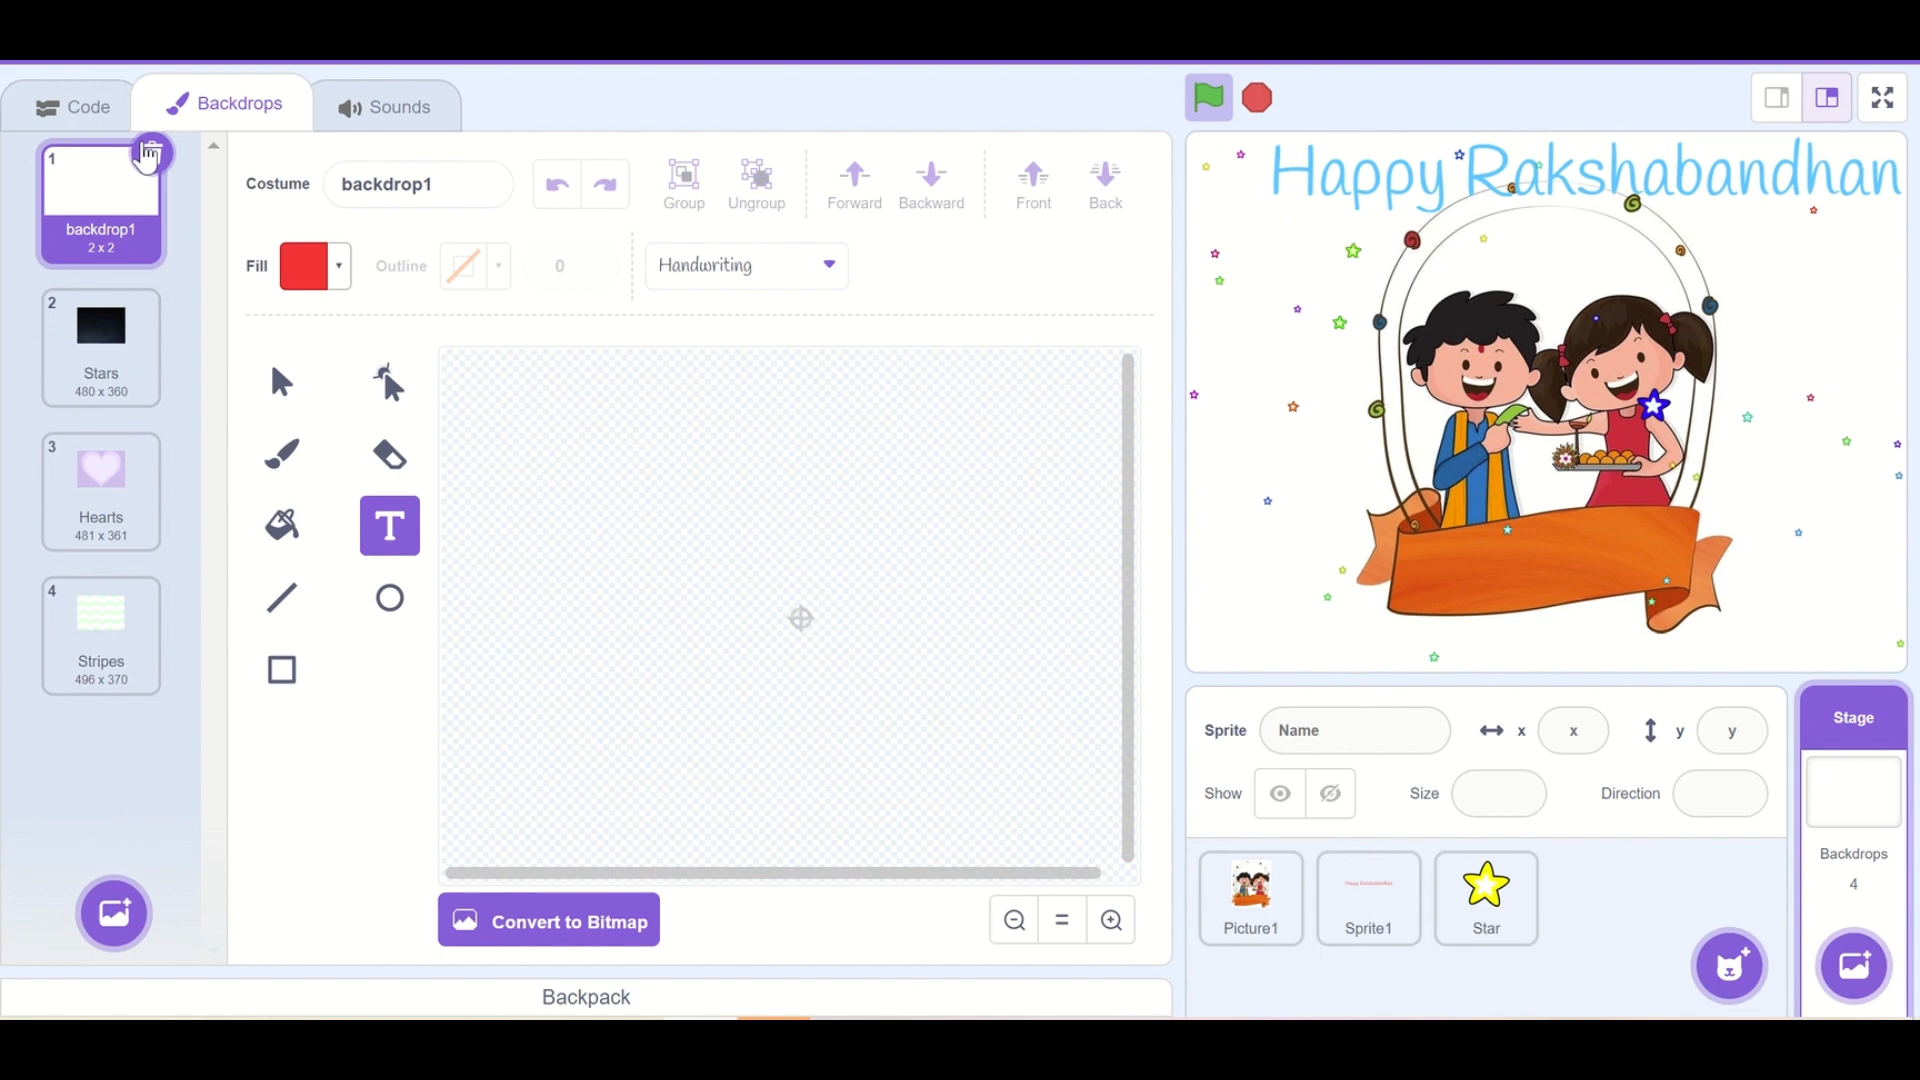 Code
Backdrops
Sounds
1
backdrop1
2 x 2
2
Stars
480 x 360
3
Hearts
481 x 361
4
Stripes
496 x 370
Costume
backdrop1
Group
Ungroup
Forward
Backward
Front
Back
Fill
Outline
0
Handwriting
T
Convert to Bitmap
Backpack
Happy Rakshabandhan
Sprite
Name
x
x
y
y
Show
Size
Direction
Picture1
Happy Rakshabandhan
Sprite1
Star
Stage
Backdrops
4